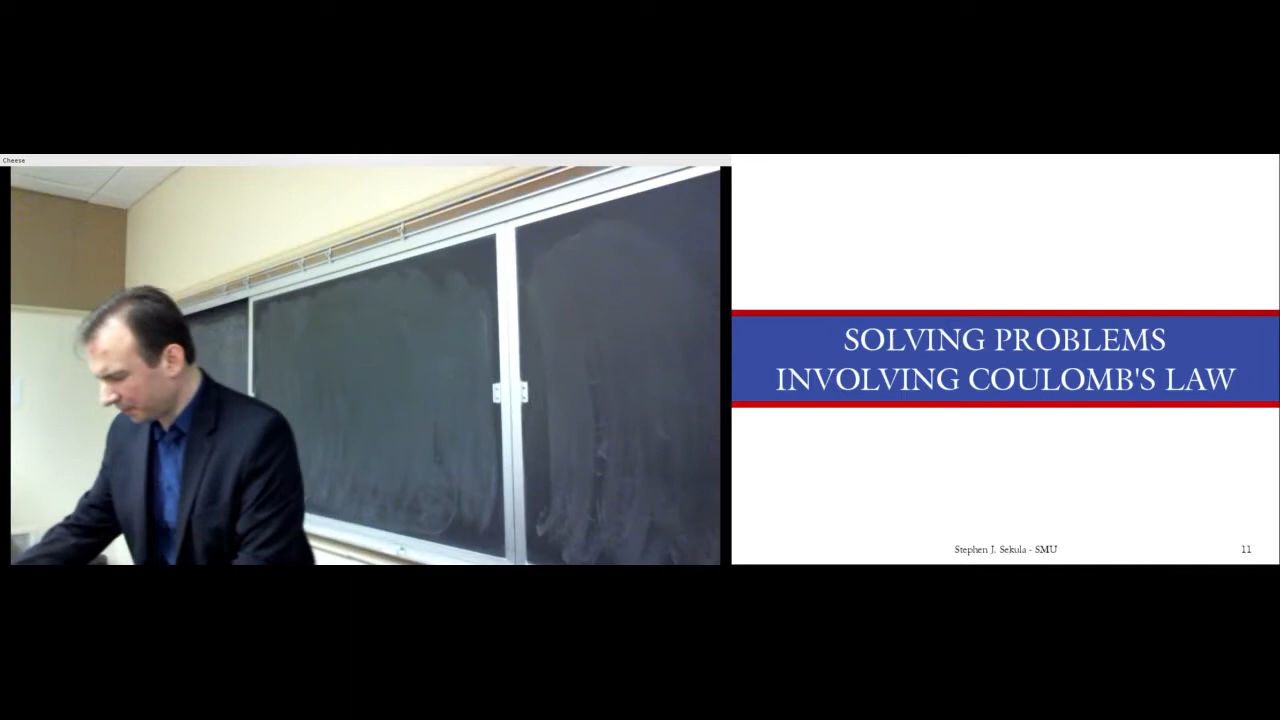 Cheese
SOLVING PROBLEMS
INVOLVING COULOMB'S LAW
Stephen J. Sekula - SMU
11